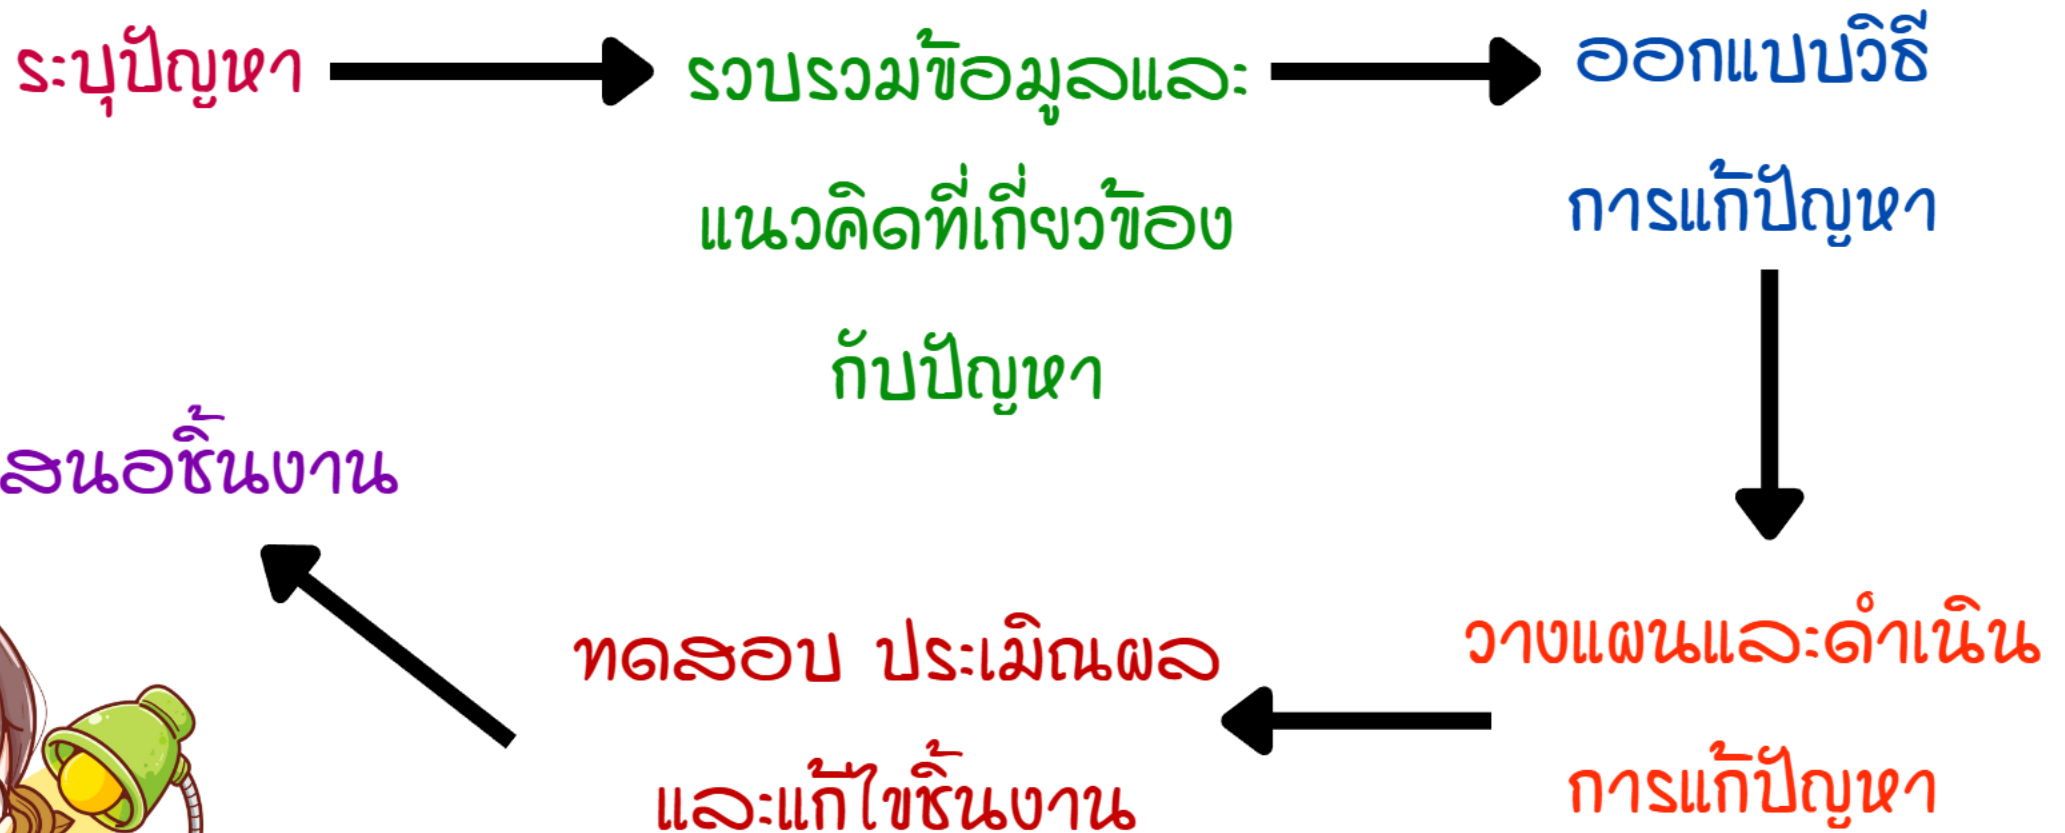 ระบุปัญหา
รวบรวมข้อมูลและ
แนวคิดที่เกี่ยวข้อง
กับปัญหา
ออกแบบวิธี
การแก้ปัญหา
วางแผนและดำเนิน
การแก้ปัญหา
ทดสอบ ประเมินผล
และแก้ไขชิ้นงาน
สนอชิ้นงาน